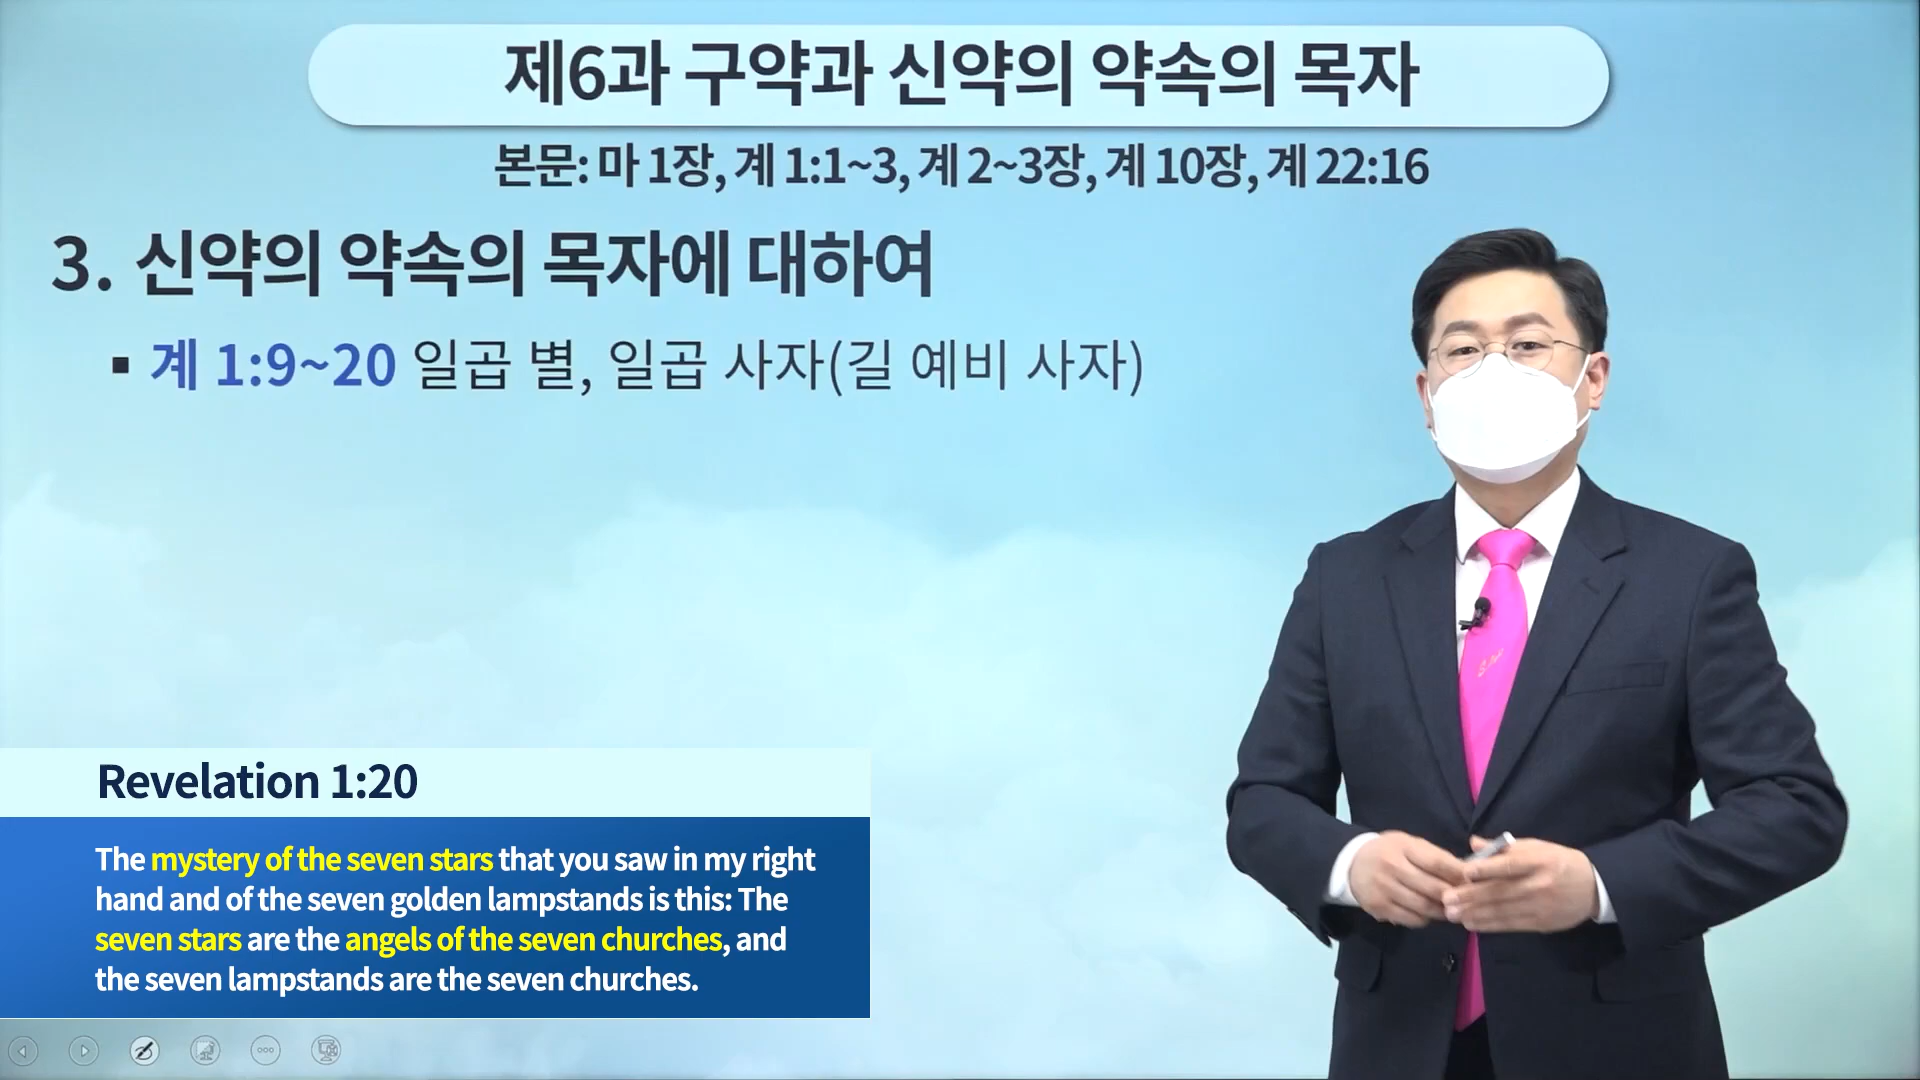 제6과 구약과 신약의 약속의 목자
본문: 마 1장, 계 1:1~3, 계 2~3장, 계 10장, 계 22:16
3. 신약의 약속의 목자에 대하여
▪ 계 1:9~20 일곱 별, 일곱 사자(길 예비 사자)
Revelation 1:20
The mystery of the seven stars that you saw in my right
hand and of the seven golden lampstands is this: The
seven stars are the angels of the seven churches, and
the seven lampstands are the seven churches.